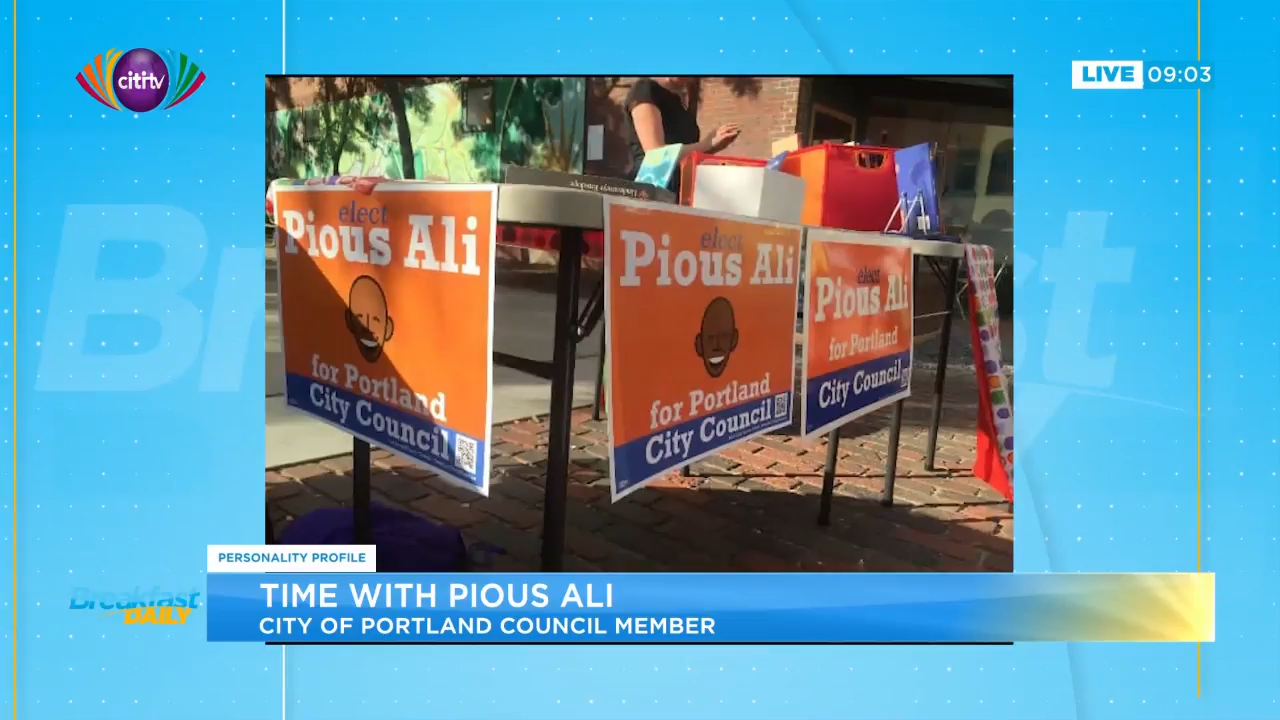 citi tv
LIVE 09:03
elect
Pious Ali
for Portland
City Council
elect
Pious Ali
for Portland
City Council
elect
Pious Ali
for Portland
City Council
PERSONALITY PROFILE
Breakfast
DAILY
TIME WITH PIOUS ALI
CITY OF PORTLAND COUNCIL MEMBER